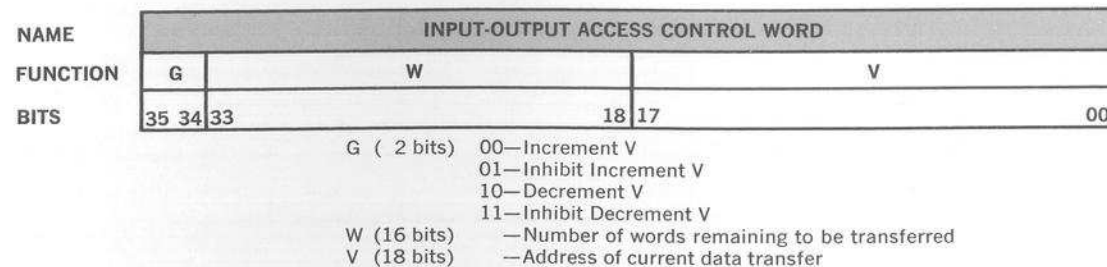 NAME INPUT-OUTPUT ACCESS CONTROL WORD
FUNCTION G W V
BITS 35 34 33 18 17 00
G ( 2 bits) 00—Increment V
01—Inhibit Increment V
10—Decrement V
11—Inhibit Decrement V
W (16 bits) —Number of words remaining to be transferred
V (18 bits) —Address of current data transfer